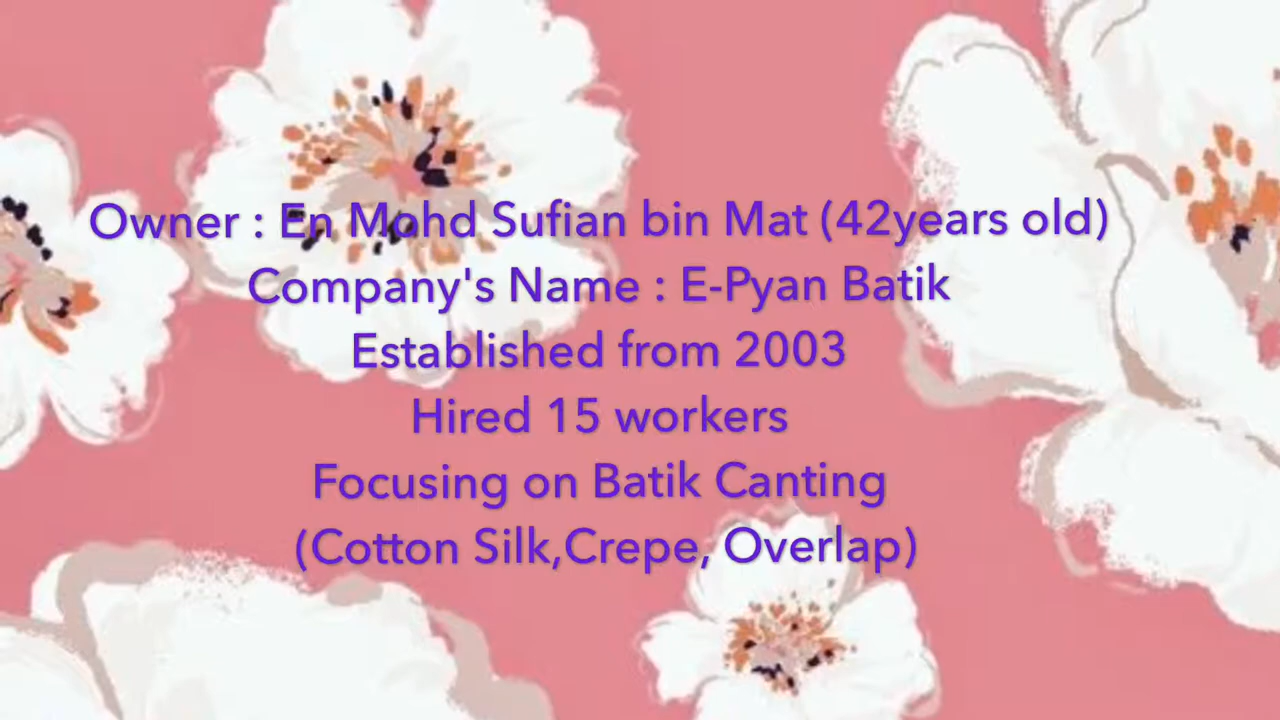 Owner : En Mohd Sufian bin Mat (42years old)
Company's Name : E-Pyan Batik
Established from 2003
Hired 15 workers
Focusing on Batik Canting
(Cotton Silk,Crepe, Overlap)